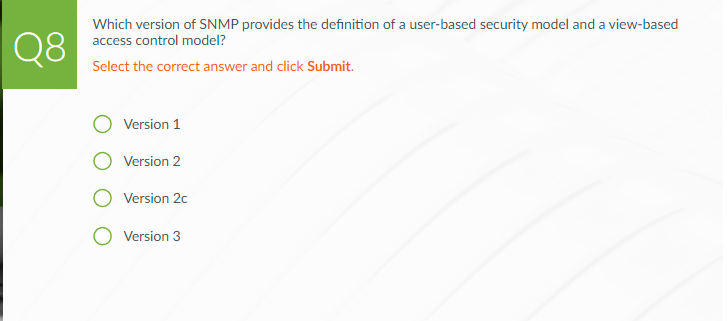 Q8
Which version of SNMP provides the definition of a user-based security model and a view-based
access control model?
Select the correct answer and click Submit.
Version 1
Version 2
Version 2c
Version 3